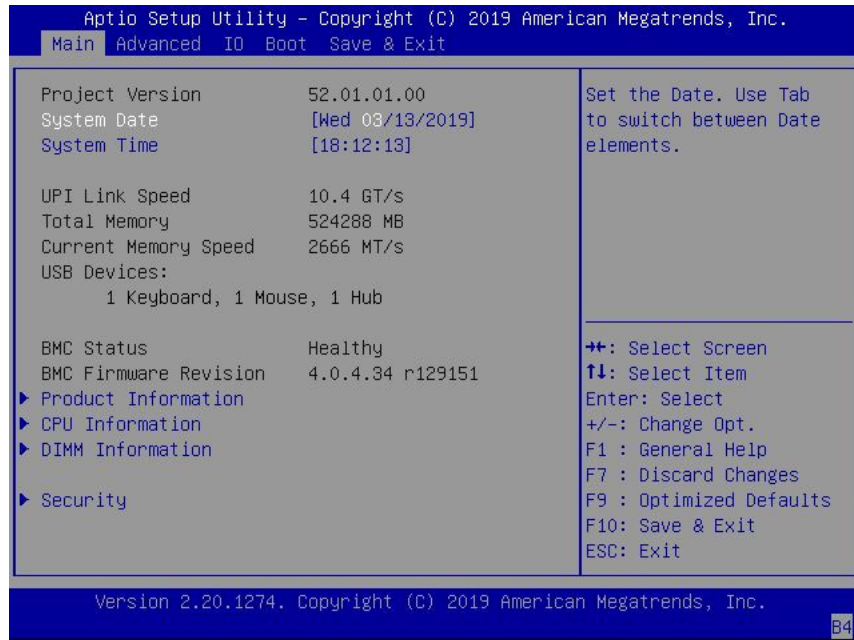 Aptio Setup Utility – Copyright (C) 2019 American Megatrends, Inc.
Main Advanced IO Boot Save & Exit
Project Version 52.01.01.00
System Date [Wed 03/13/2019]
System Time [18:12:13]
UPI Link Speed 10.4 GT/s
Total Memory 524288 MB
Current Memory Speed 2666 MT/s
USB Devices:
1 Keyboard, 1 Mouse, 1 Hub
BMC Status Healthy
BMC Firmware Revision 4.0.4.34 r129151
Product Information
CPU Information
DIMM Information
Security
Set the Date. Use Tab
to switch between Date
elements.
→←: Select Screen
↑↓: Select Item
Enter: Select
+/-: Change Opt.
F1 : General Help
F7 : Discard Changes
F9 : Optimized Defaults
F10: Save & Exit
ESC: Exit
Version 2.20.1274. Copyright (C) 2019 American Megatrends, Inc.
B4